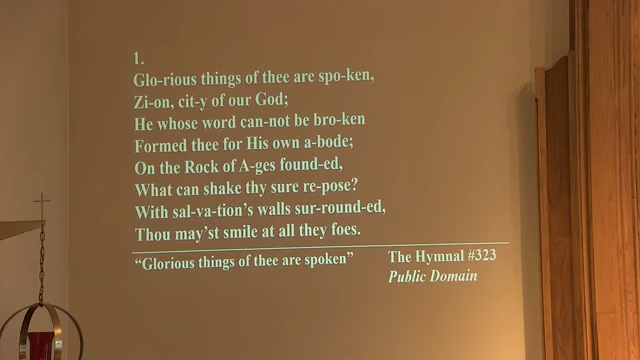 1.
Glo-rious things of thee are spo-ken,
Zi-on, cit-y of our God;
He whose word can-not be bro-ken
Formed thee for His own a-bode;
On the Rock of A-ges found-ed,
What can shake thy sure re-pose?
With sal-va-tion's walls sur-round-ed,
Thou may'st smile at all they foes.
"Glorious things of thee are spoken" The Hymnal #323
Public Domain